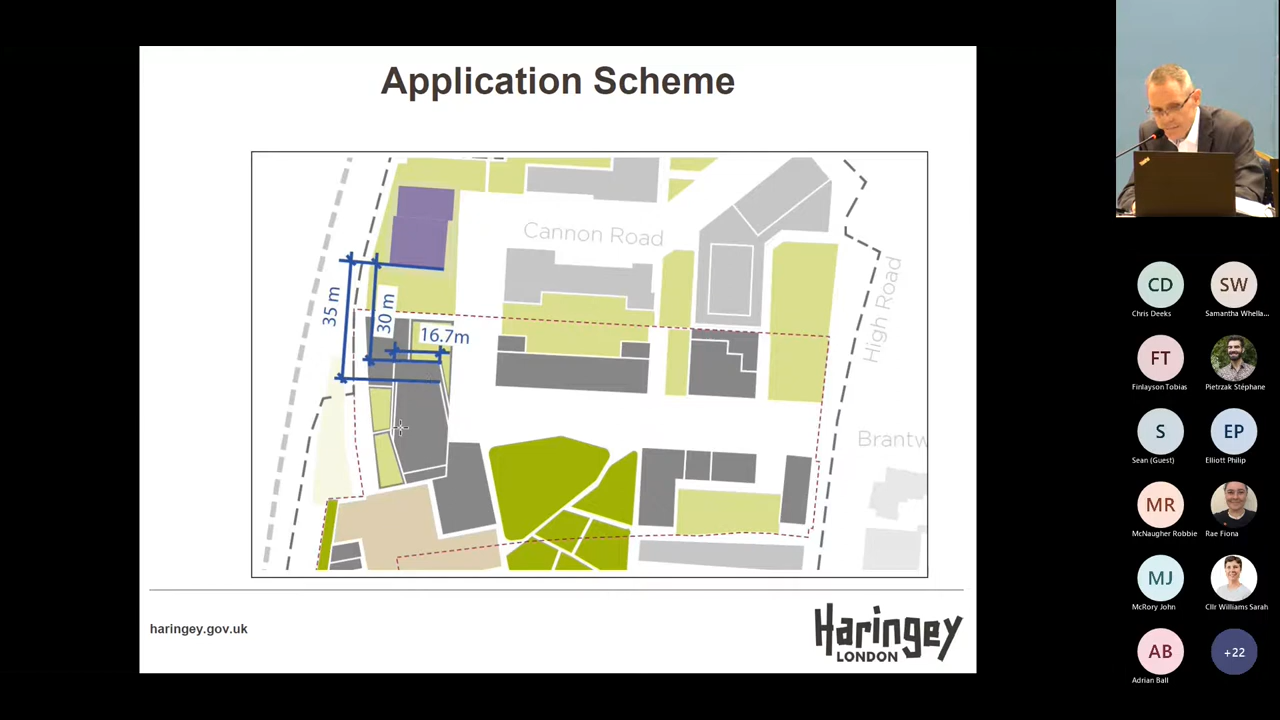 Application Scheme
Cannon Road
High Road
35 m
30 m
16.7m
Brantw
haringey.gov.uk
Haringey
LONDON
CD
Chris Deeks
SW
Samantha Whella...
FT
Finlayson Tobias
Pietrzak Stéphane
S
Sean (Guest)
EP
Elliott Philip
MR
McNaugher Robbie
Rae Fiona
MJ
McRory John
Cllr Williams Sarah
AB
Adrian Ball
+22